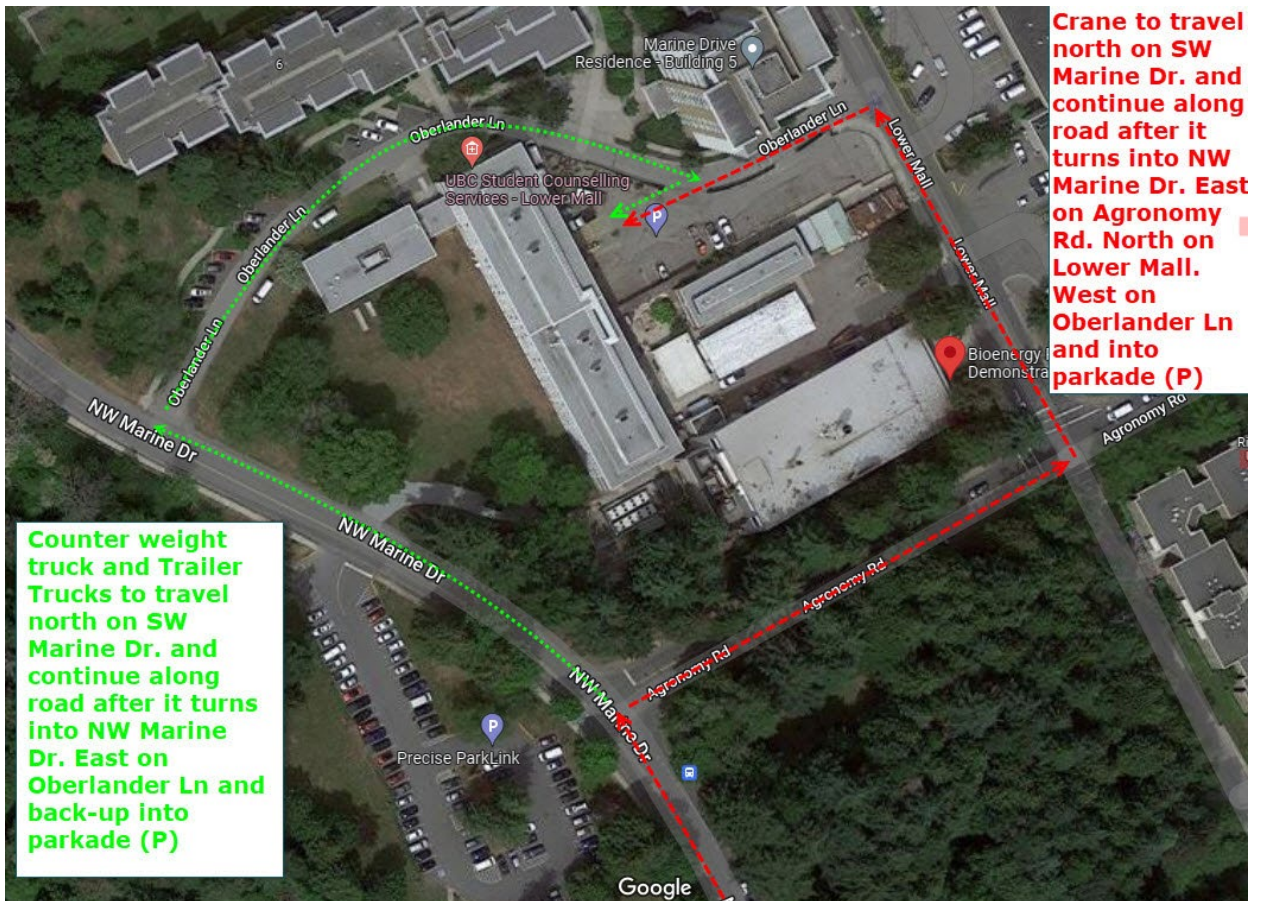 Crane to travel
north on SW
Marine Dr. and
continue along
road after it
turns into NW
Marine Dr. East
on Agronomy
Rd. North on
Lower Mall.
West on
Oberlander Ln
and into
parkade (P)
Marine Drive
Residence - Building 5
6
Oberlander Ln
Oberlander Ln
Lower Mall
UBC Student Counselling
Services - Lower Mall
P
Oberlander Ln
Lower Mall
Oberlander Ln
Bioenergy
Demonstra
Agronomy Rd
NW Marine Dr
NW Marine Dr
Agronomy Rd
Agronomy Rd
NW Marine Dr
P
Precise ParkLink
Counter weight
truck and Trailer
Trucks to travel
north on SW
Marine Dr. and
continue along
road after it turns
into NW Marine
Dr. East on
Oberlander Ln and
back-up into
parkade (P)
Google